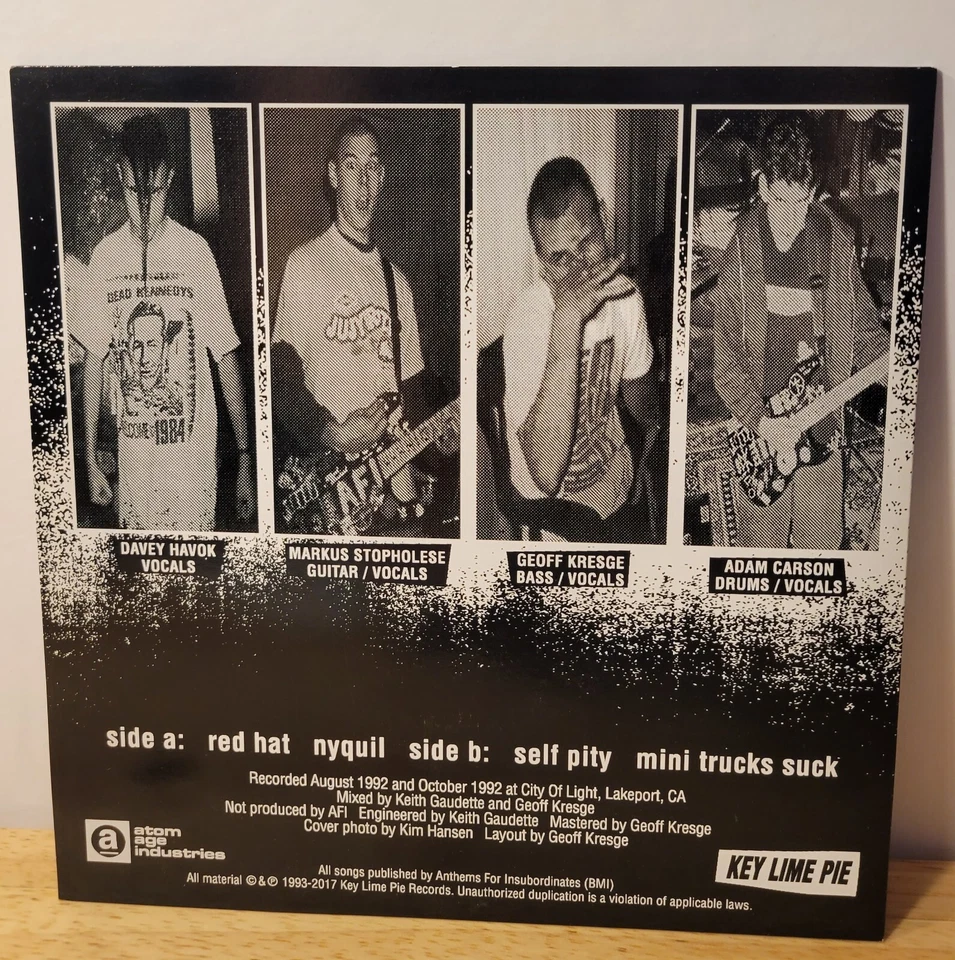 DEAD KENNEDYS
1984
AFI
DAVEY HAVOK
VOCALS
MARKUS STOPHOLESE
GUITAR / VOCALS
GEOFF KRESGE
BASS / VOCALS
ADAM CARSON
DRUMS / VOCALS
side a: red hat nyquil side b: self pity mini trucks suck
Recorded August 1992 and October 1992 at City Of Light, Lakeport, CA
Mixed by Keith Gaudette and Geoff Kresge
Not produced by AFI Engineered by Keith Gaudette Mastered by Geoff Kresge
Cover photo by Kim Hansen Layout by Geoff Kresge
a atom
age
industries
KEY LIME PIE
All songs published by Anthems For Insubordinates (BMI)
All material © & ℗ 1993-2017 Key Lime Pie Records. Unauthorized duplication is a violation of applicable laws.